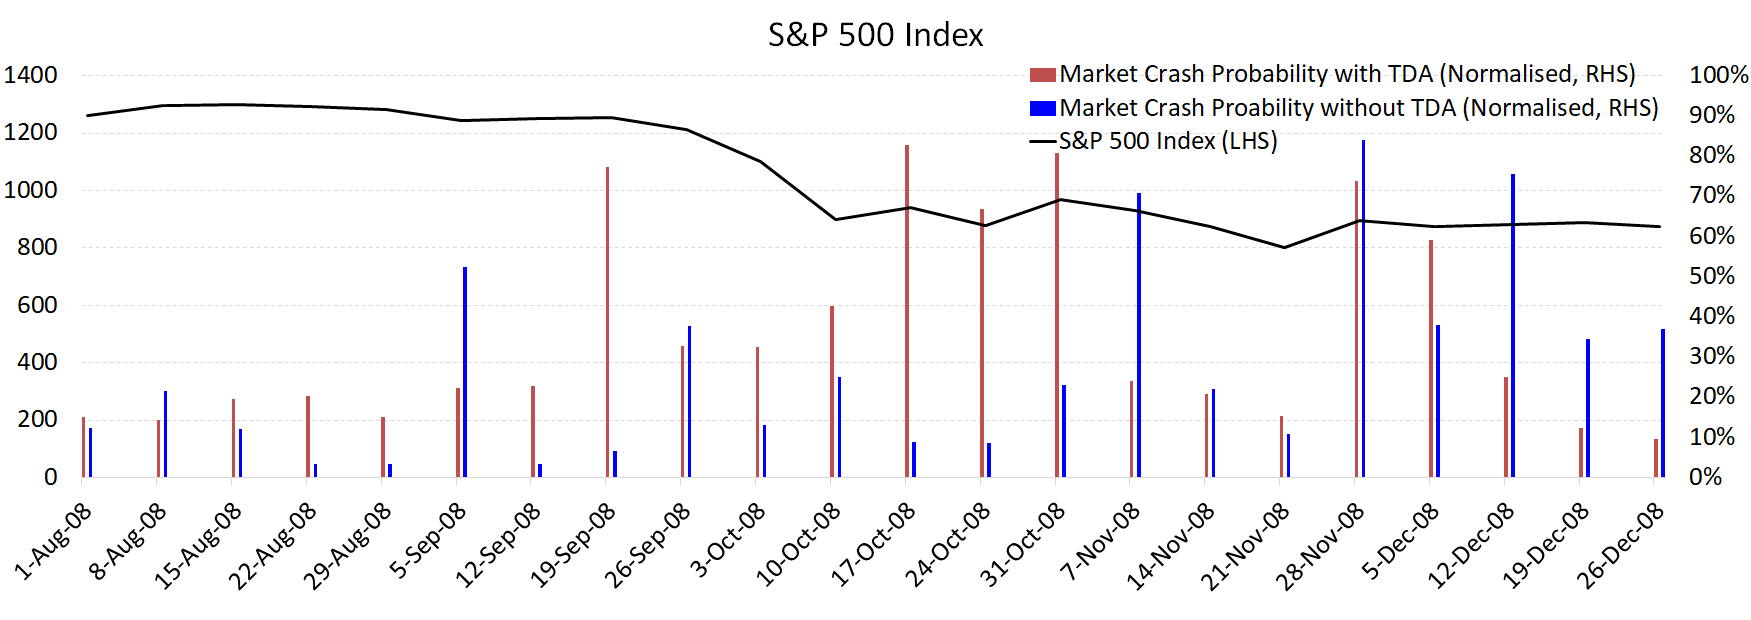 S&P 500 Index
Market Crash Probability with TDA (Normalised, RHS)
Market Crash Proability without TDA (Normalised, RHS)
S&P 500 Index (LHS)
1400
1200
1000
800
600
400
200
0
100%
90%
80%
70%
60%
50%
40%
30%
20%
10%
0%
1-Aug-08
8-Aug-08
15-Aug-08
22-Aug-08
29-Aug-08
5-Sep-08
12-Sep-08
19-Sep-08
26-Sep-08
3-Oct-08
10-Oct-08
17-Oct-08
24-Oct-08
31-Oct-08
7-Nov-08
14-Nov-08
21-Nov-08
28-Nov-08
5-Dec-08
12-Dec-08
19-Dec-08
26-Dec-08